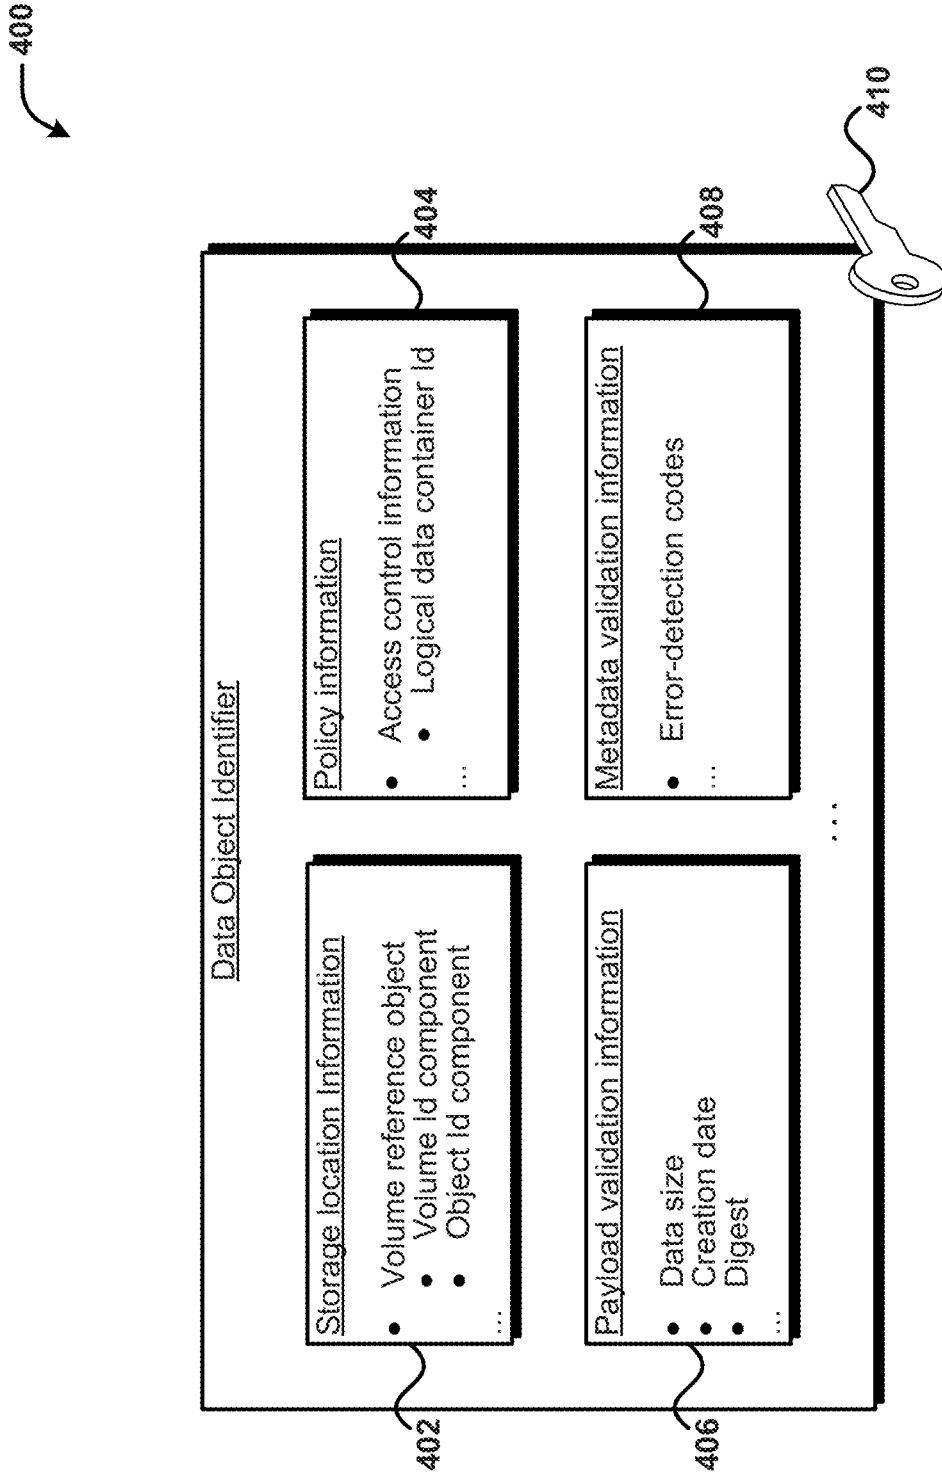 400
Data Object Identifier
Storage location Information
● Volume reference object
● Volume Id component
● Object Id component
...
402
Policy information
● Access control information
● Logical data container Id
...
404
Payload validation information
● Data size
● Creation date
● Digest
...
406
Metadata validation information
● Error-detection codes
...
408
...
410